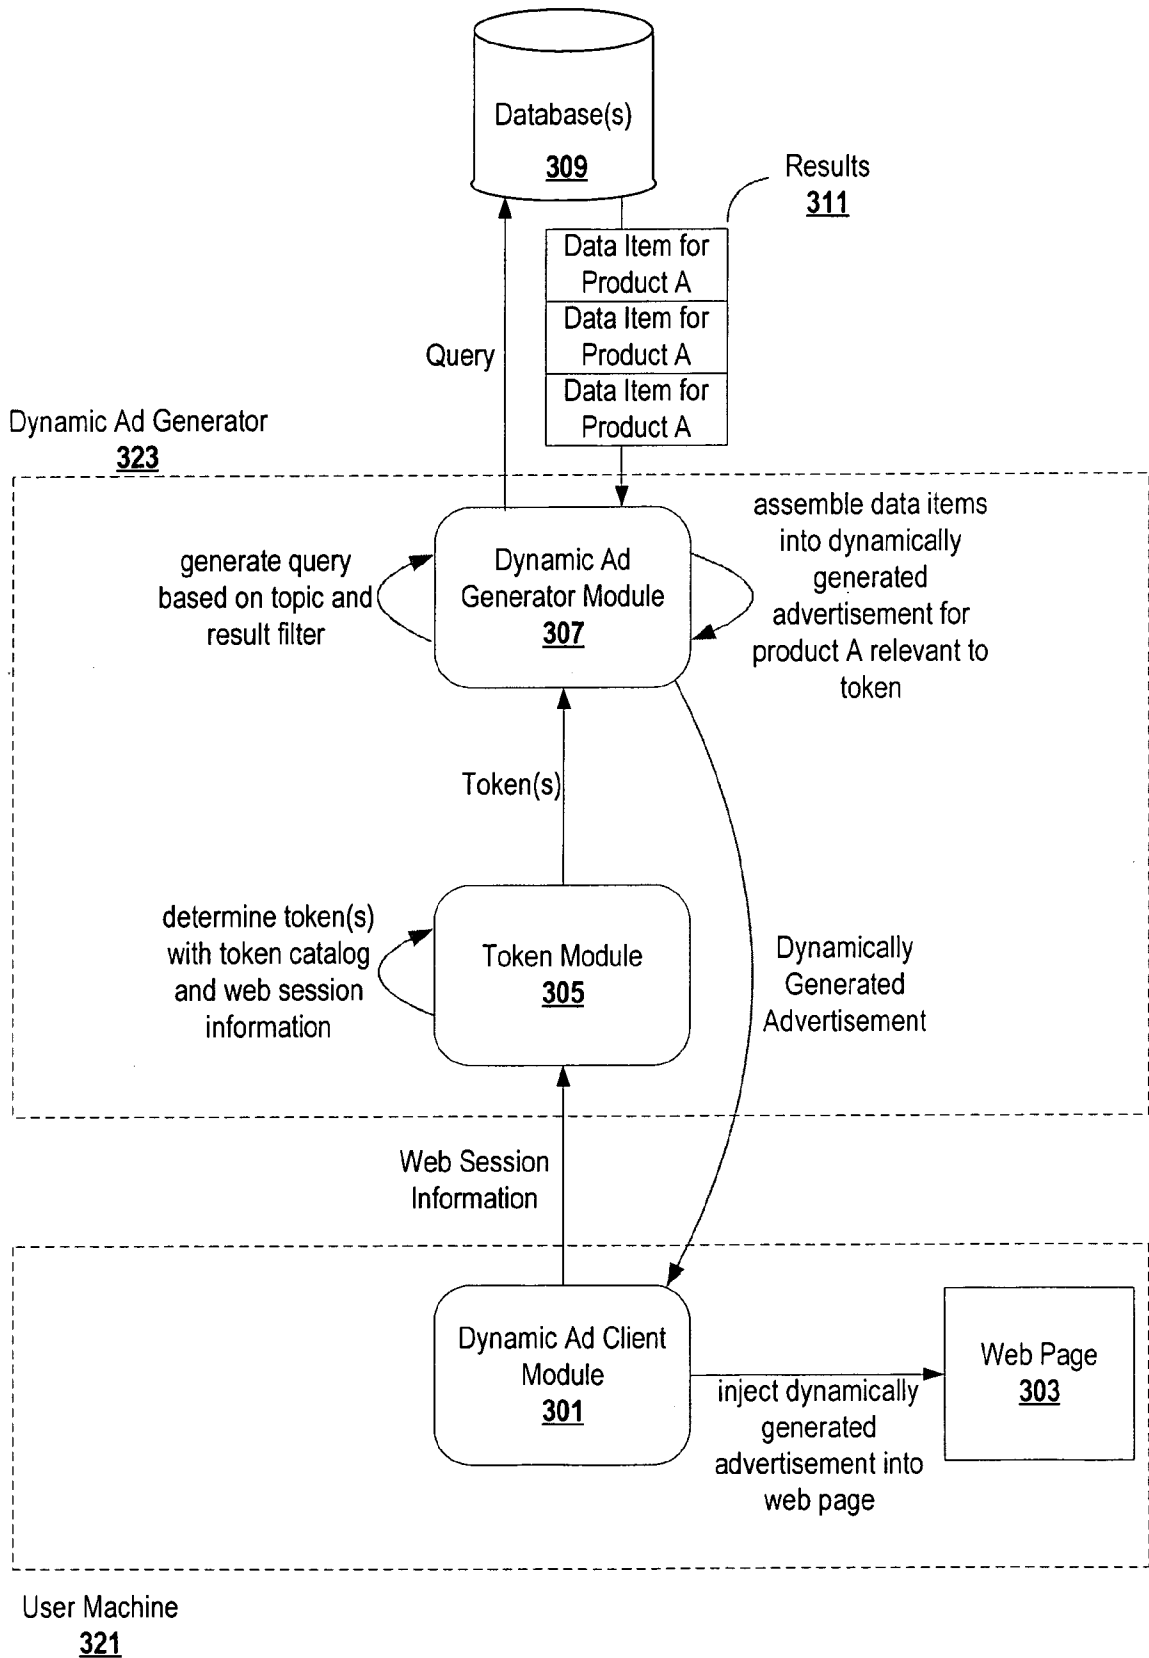 Database(s)
309
Results
311
Data Item for
Product A
Data Item for
Product A
Data Item for
Product A
Query
Dynamic Ad Generator
323
generate query
based on topic and
result filter
Dynamic Ad
Generator Module
307
assemble data items
into dynamically
generated
advertisement for
product A relevant to
token
Token(s)
determine token(s)
with token catalog
and web session
information
Token Module
305
Dynamically
Generated
Advertisement
Web Session
Information
Dynamic Ad Client
Module
301
inject dynamically
generated
advertisement into
web page
Web Page
303
User Machine
321